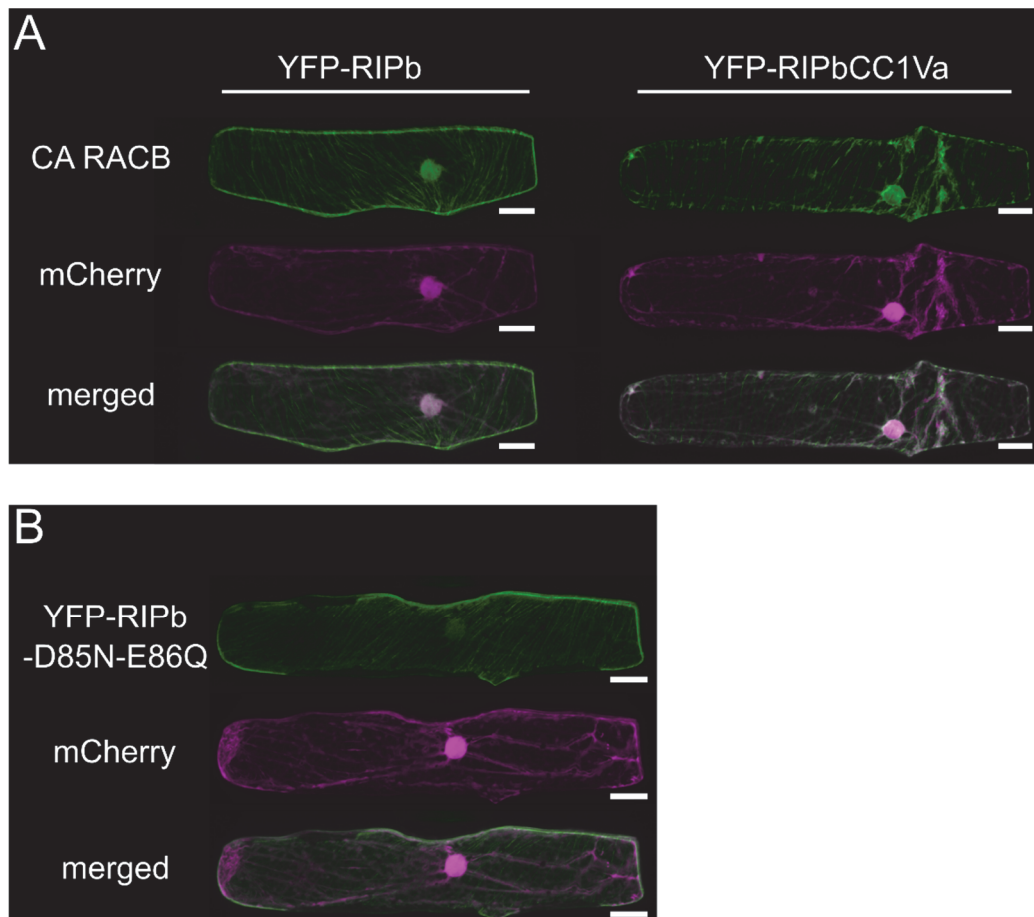 A
YFP-RIPb
YFP-RIPbCC1Va
CA RACB
mCherry
merged
B
YFP-RIPb
-D85N-E86Q
mCherry
merged